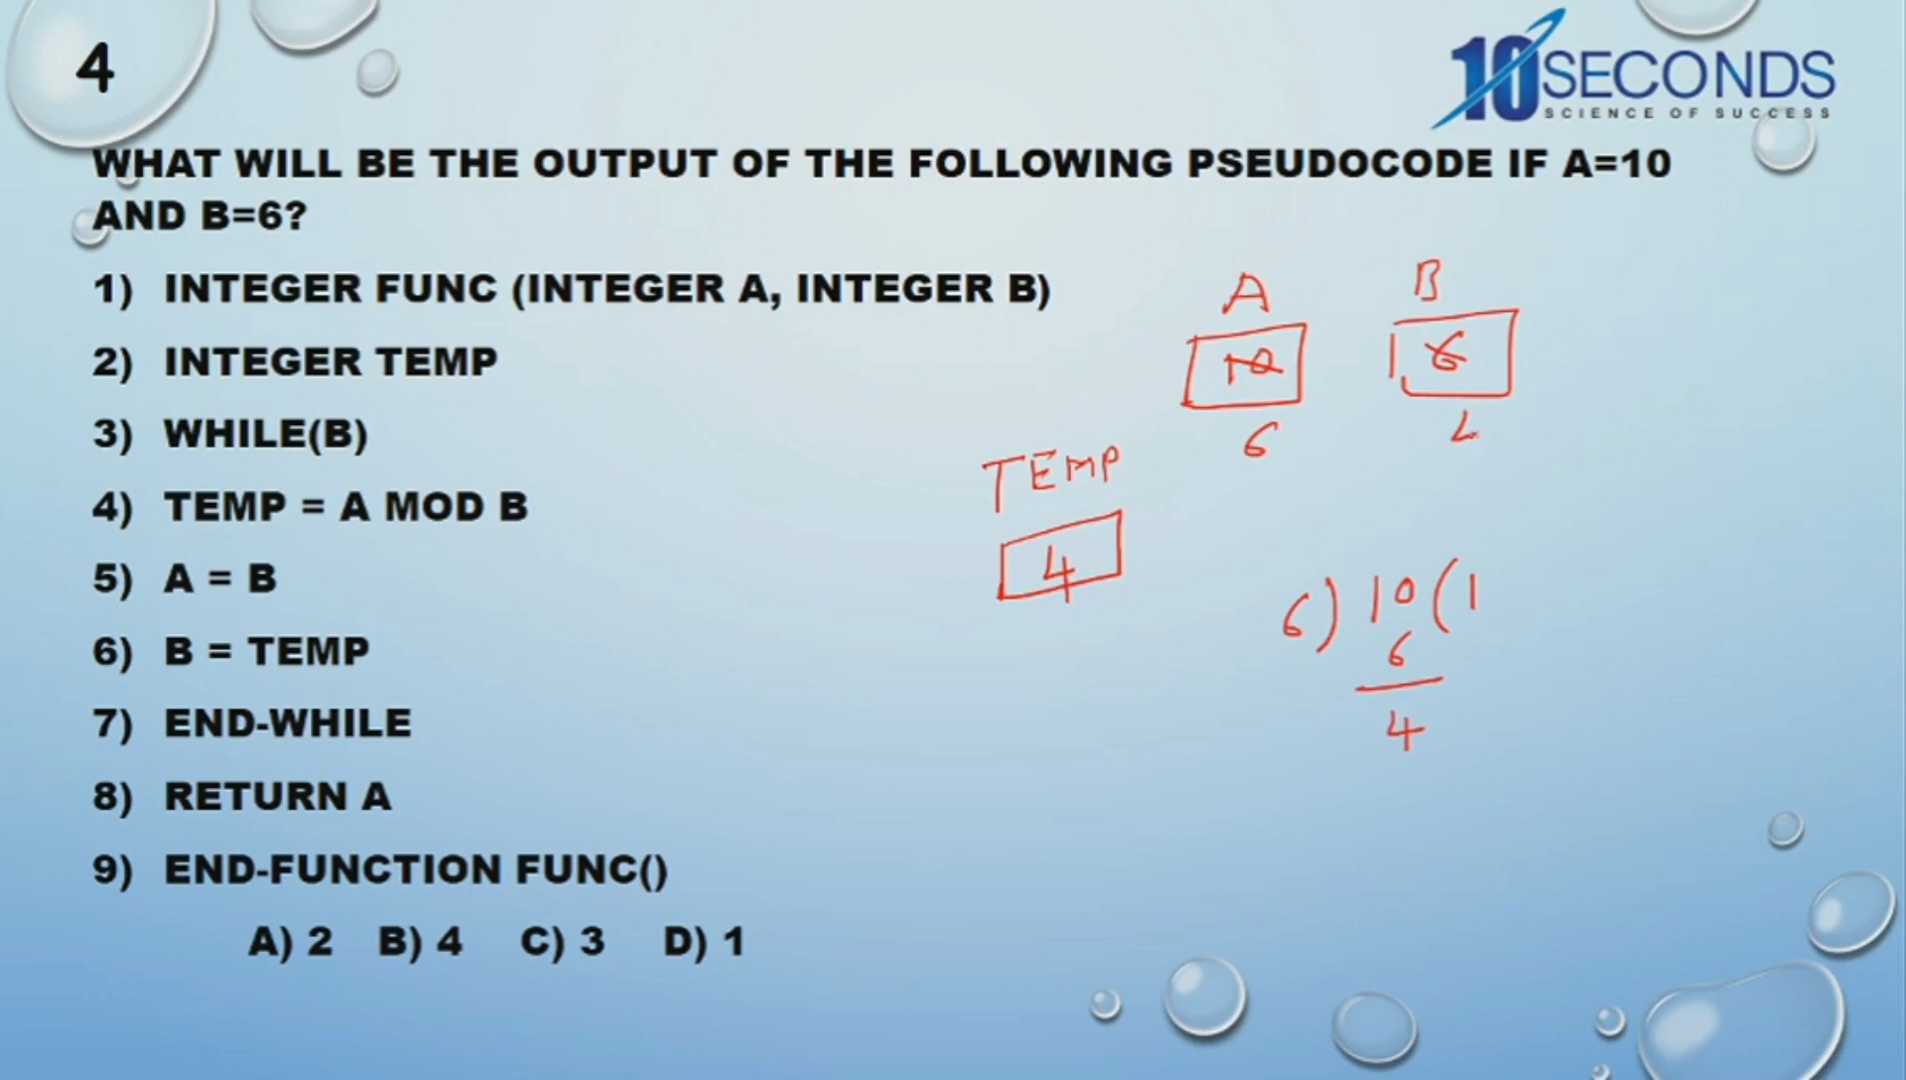 4
10SECONDS
SCIENCE OF SUCCESS
WHAT WILL BE THE OUTPUT OF THE FOLLOWING PSEUDOCODE IF A=10
AND B=6?
1) INTEGER FUNC (INTEGER A, INTEGER B)
2) INTEGER TEMP
3) WHILE(B)
4) TEMP = A MOD B
5) A = B
6) B = TEMP
7) END-WHILE
8) RETURN A
9) END-FUNCTION FUNC()
A) 2 B) 4 C) 3 D) 1
A B
10 6
6
TEMP
4
6) 10 (1
6
4